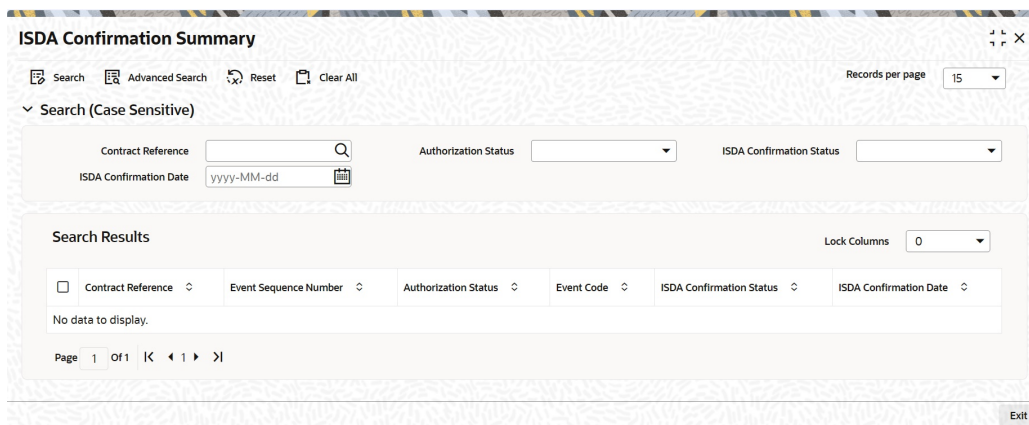 ISDA Confirmation Summary
Search Advanced Search Reset Clear All Records per page 15
Search (Case Sensitive)
Contract Reference Authorization Status ISDA Confirmation Status
ISDA Confirmation Date yyyy-MM-dd
Search Results
Lock Columns 0
Contract Reference Event Sequence Number Authorization Status Event Code ISDA Confirmation Status ISDA Confirmation Date
No data to display.
Page 1 Of 1 1
Exit